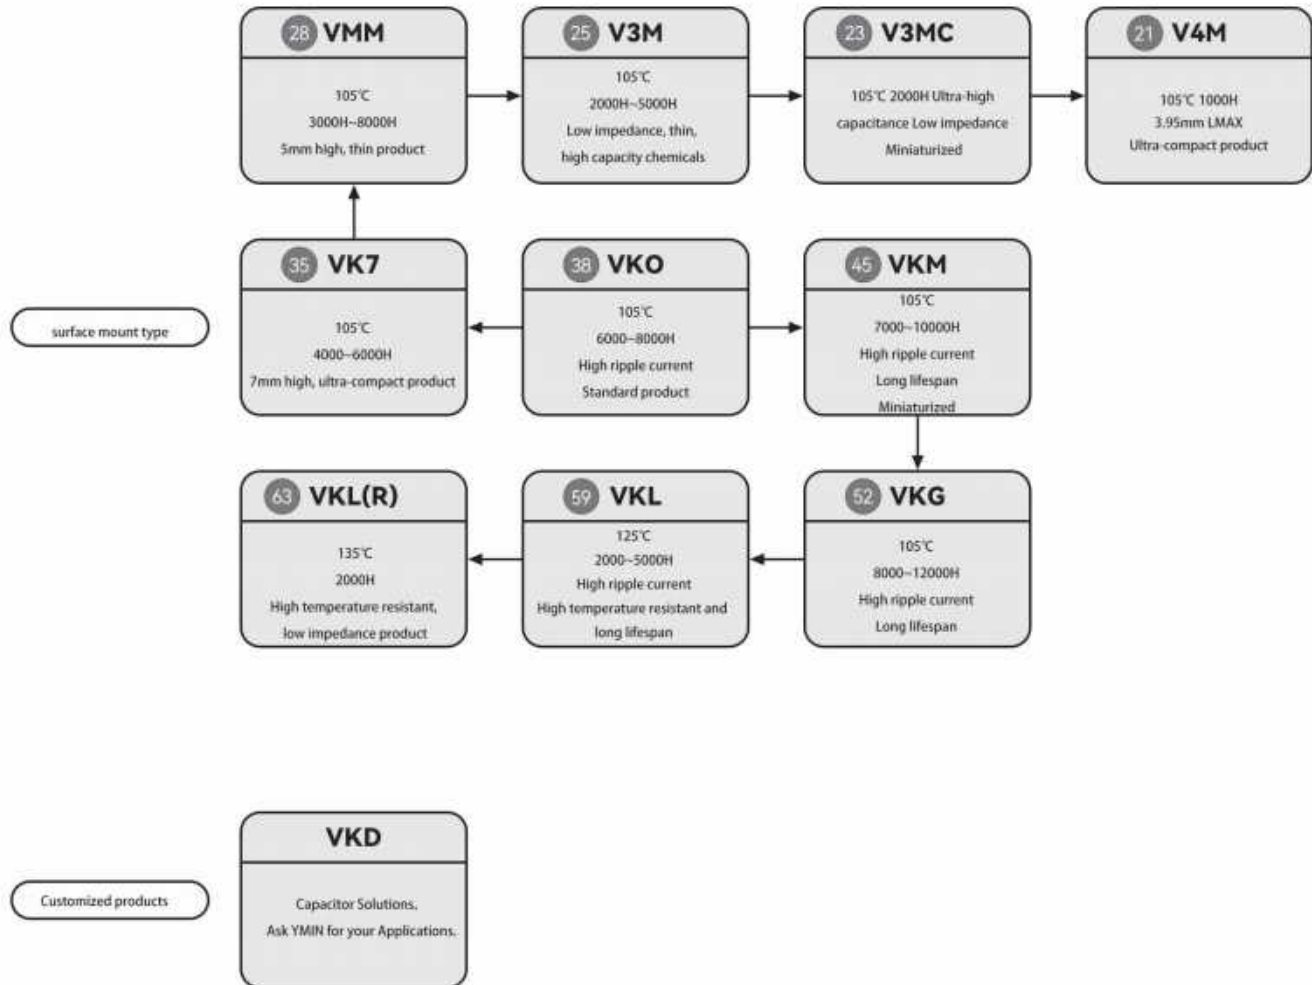 28 VMM
105℃
3000H~8000H
5mm high, thin product
25 V3M
105℃
2000H~5000H
Low impedance, thin,
high capacity chemicals
23 V3MC
105℃ 2000H Ultra-high
capacitance Low impedance
Miniaturized
21 V4M
105℃ 1000H
3.95mm LMAX
Ultra-compact product
surface mount type
35 VK7
105℃
4000~6000H
7mm high, ultra-compact product
38 VKO
105℃
6000~8000H
High ripple current
Standard product
45 VKM
105℃
7000~10000H
High ripple current
Long lifespan
Miniaturized
63 VKL(R)
135℃
2000H
High temperature resistant,
low impedance product
59 VKL
125℃
2000~5000H
High ripple current
High temperature resistant and
long lifespan
52 VKG
105℃
8000~12000H
High ripple current
Long lifespan
Customized products
VKD
Capacitor Solutions,
Ask YMIN for your Applications.